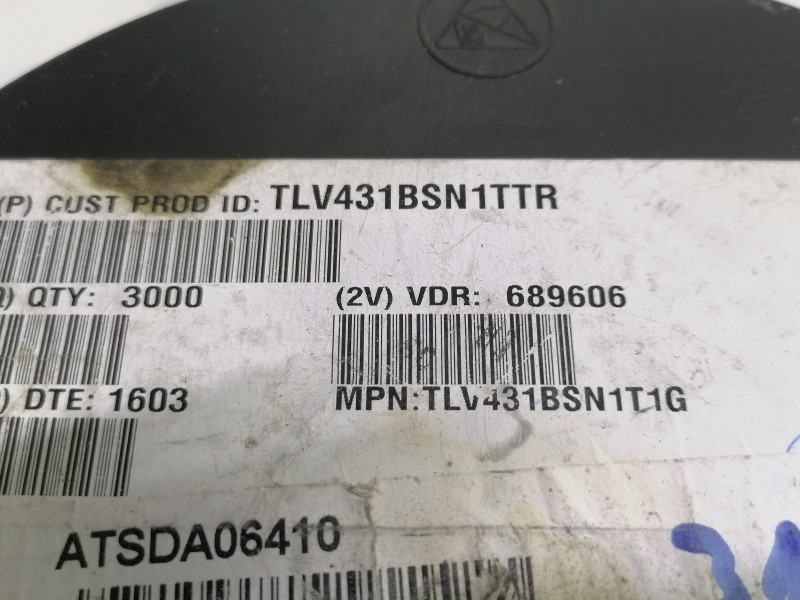 (P) CUST PROD ID: TLV431BSN1TTR
) QTY: 3000 (2V) VDR: 689606
) DTE: 1603 MPN:TLV431BSN1T1G
ATSDA06410